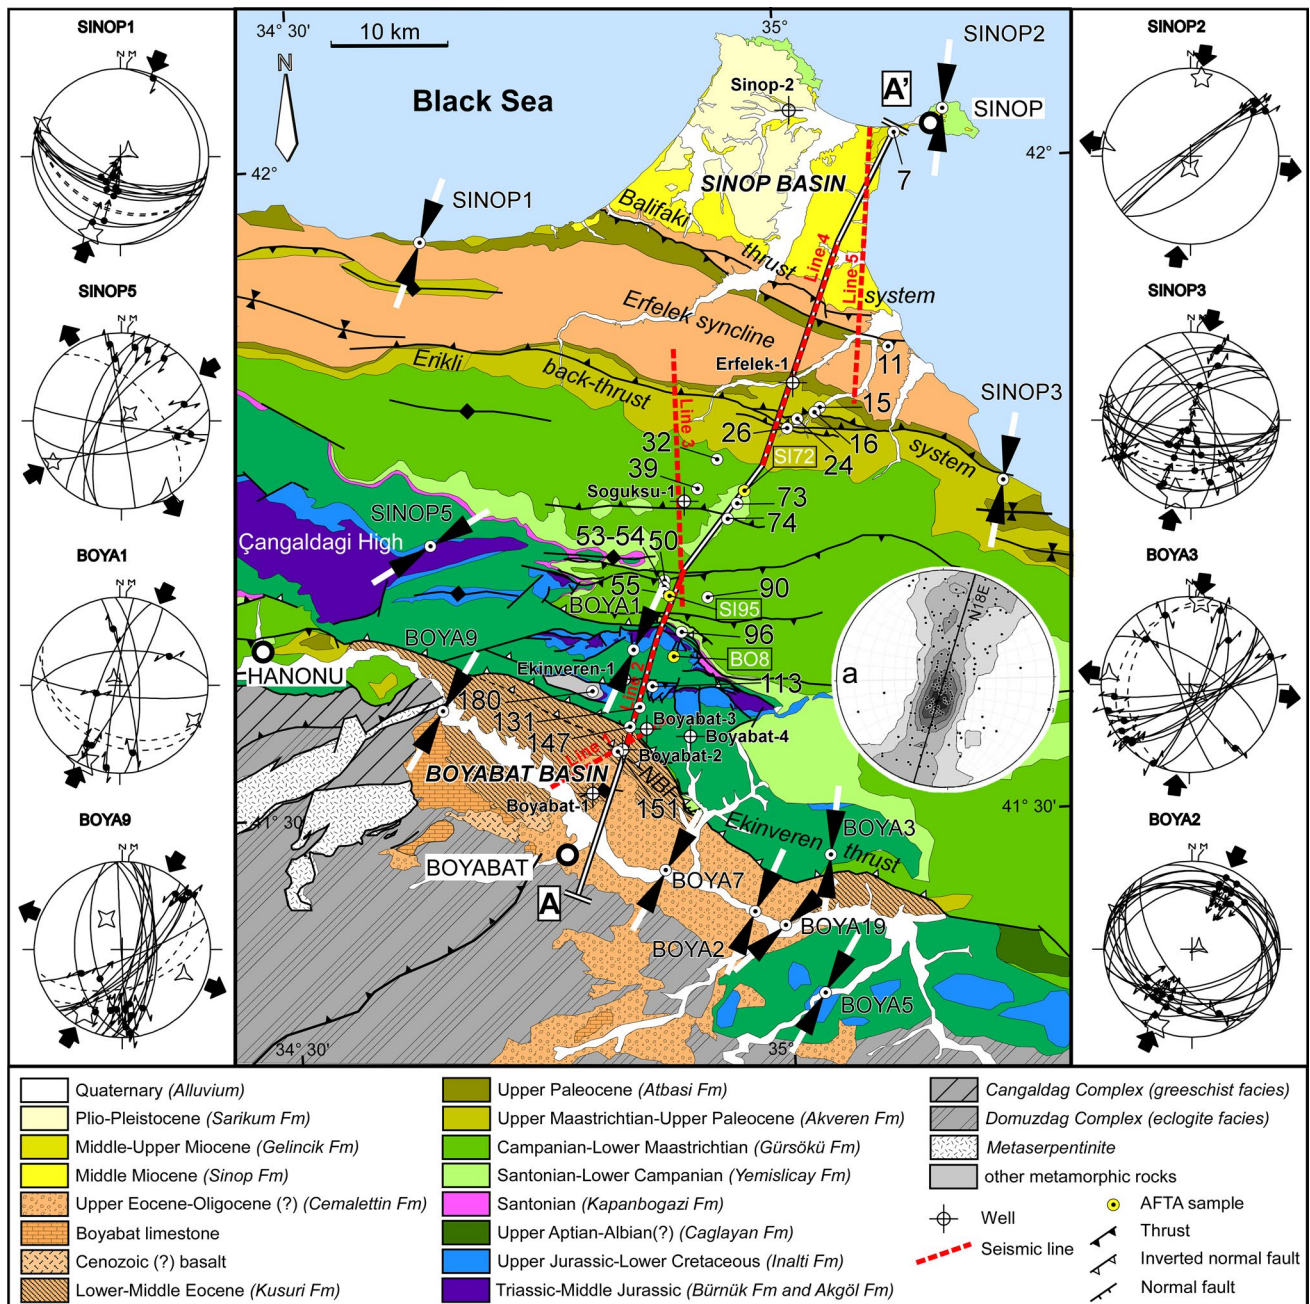 SINOP1
N M
SINOP5
N M
BOYA1
N M
BOYA9
N M
34° 30'
35°
10 km
N
Black Sea
42°
42°
Sinop-2
A'
SINOP2
SINOP
7
SINOP BASIN
SINOP1
Balifaki
thrust
system
Line 4
Line 5
Erfelek syncline
11
Erikli
back-thrust
system
Erfelek-1
15
16
24
26
SINOP3
Line 3
32
39
SI72
Soguksu-1
73
74
SINOP5
Çangaldagi High
53-54
50
55
90
BOYA1
SI95
96
BO8
BOYA9
HANONU
Ekinveren-1
Line 2
113
180
131
147
Boyabat-3
Boyabat-4
Boyabat-2
Line 1
BOYABAT BASIN
Boyabat-1
151
a
N18E
41° 30'
41° 30'
Ekinveren
thrust
BOYA3
BOYABAT
A
BOYA7
BOYA2
BOYA19
BOYA5
34° 30'
35°
SINOP2
N M
SINOP3
N M
BOYA3
N M
BOYA2
N M
Quaternary (Alluvium)
Plio-Pleistocene (Sarikum Fm)
Middle-Upper Miocene (Gelincik Fm)
Middle Miocene (Sinop Fm)
Upper Eocene-Oligocene (?) (Cemalettin Fm)
Boyabat limestone
Cenozoic (?) basalt
Lower-Middle Eocene (Kusuri Fm)
Upper Paleocene (Atbasi Fm)
Upper Maastrichtian-Upper Paleocene (Akveren Fm)
Campanian-Lower Maastrichtian (Gürsökü Fm)
Santonian-Lower Campanian (Yemislicay Fm)
Santonian (Kapanbogazi Fm)
Upper Aptian-Albian(?) (Caglayan Fm)
Upper Jurassic-Lower Cretaceous (Inalti Fm)
Triassic-Middle Jurassic (Bürnük Fm and Akgöl Fm)
Cangaldag Complex (greeschist facies)
Domuzdag Complex (eclogite facies)
Metaserpentinite
other metamorphic rocks
Well
Seismic line
AFTA sample
Thrust
Inverted normal fault
Normal fault